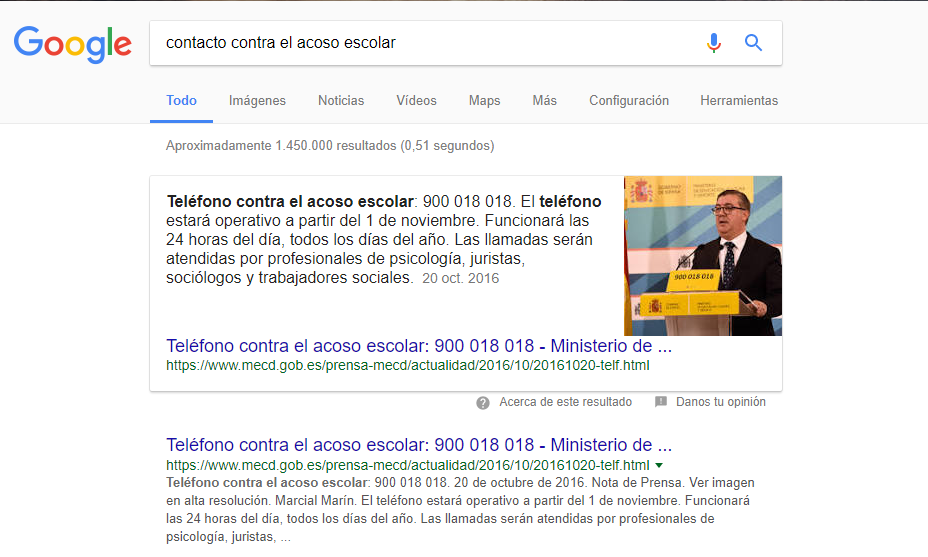 Google
contacto contra el acoso escolar
Todo Imágenes Noticias Vídeos Maps Más Configuración Herramientas
Aproximadamente 1.450.000 resultados (0,51 segundos)
Teléfono contra el acoso escolar: 900 018 018. El teléfono
estará operativo a partir del 1 de noviembre. Funcionará las
24 horas del día, todos los días del año. Las llamadas serán
atendidas por profesionales de psicología, juristas,
sociólogos y trabajadores sociales. 20 oct. 2016
900 018 018
Teléfono contra el acoso escolar: 900 018 018 - Ministerio de ...
https://www.mecd.gob.es/prensa-mecd/actualidad/2016/10/20161020-telf.html
Acerca de este resultado Danos tu opinión
Teléfono contra el acoso escolar: 900 018 018 - Ministerio de ...
https://www.mecd.gob.es/prensa-mecd/actualidad/2016/10/20161020-telf.html
Teléfono contra el acoso escolar: 900 018 018. 20 de octubre de 2016. Nota de Prensa. Ver imagen
en alta resolución. Marcial Marín. El teléfono estará operativo a partir del 1 de noviembre. Funcionará
las 24 horas del día, todos los días del año. Las llamadas serán atendidas por profesionales de
psicología, juristas, ...